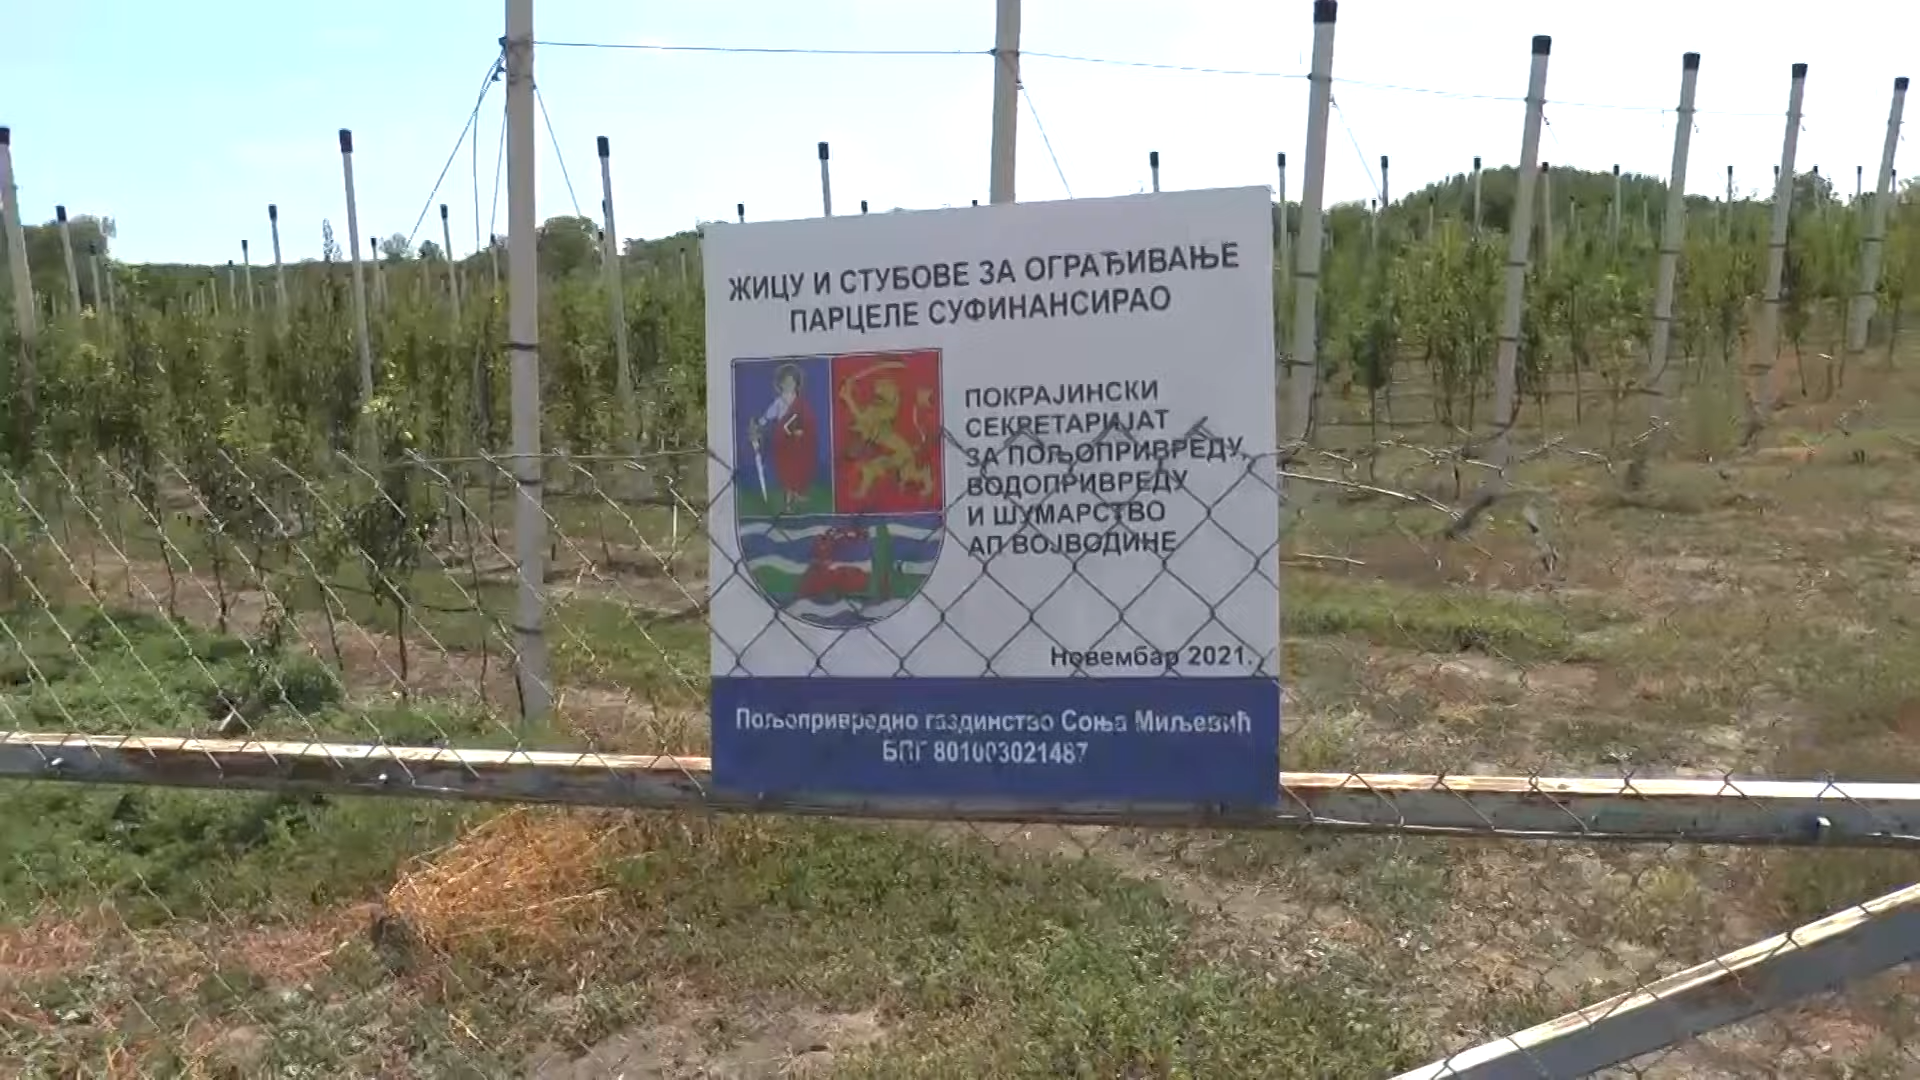 ЖИЦУ И СТУБОВЕ ЗА ОГРАЂИВАЊЕ
ПАРЦЕЛЕ СУФИНАНСИРАО
ПОКРАЈИНСКИ
СЕКРЕТАРИЈАТ
ЗА ПОЉОПРИВРЕДУ,
ВОДОПРИВРЕДУ
И ШУМАРСТВО
АП ВОЈВОДИНЕ
Новембар 2021.
Пољопривредно газдинство Соња Миљевић
БПГ 801003021487